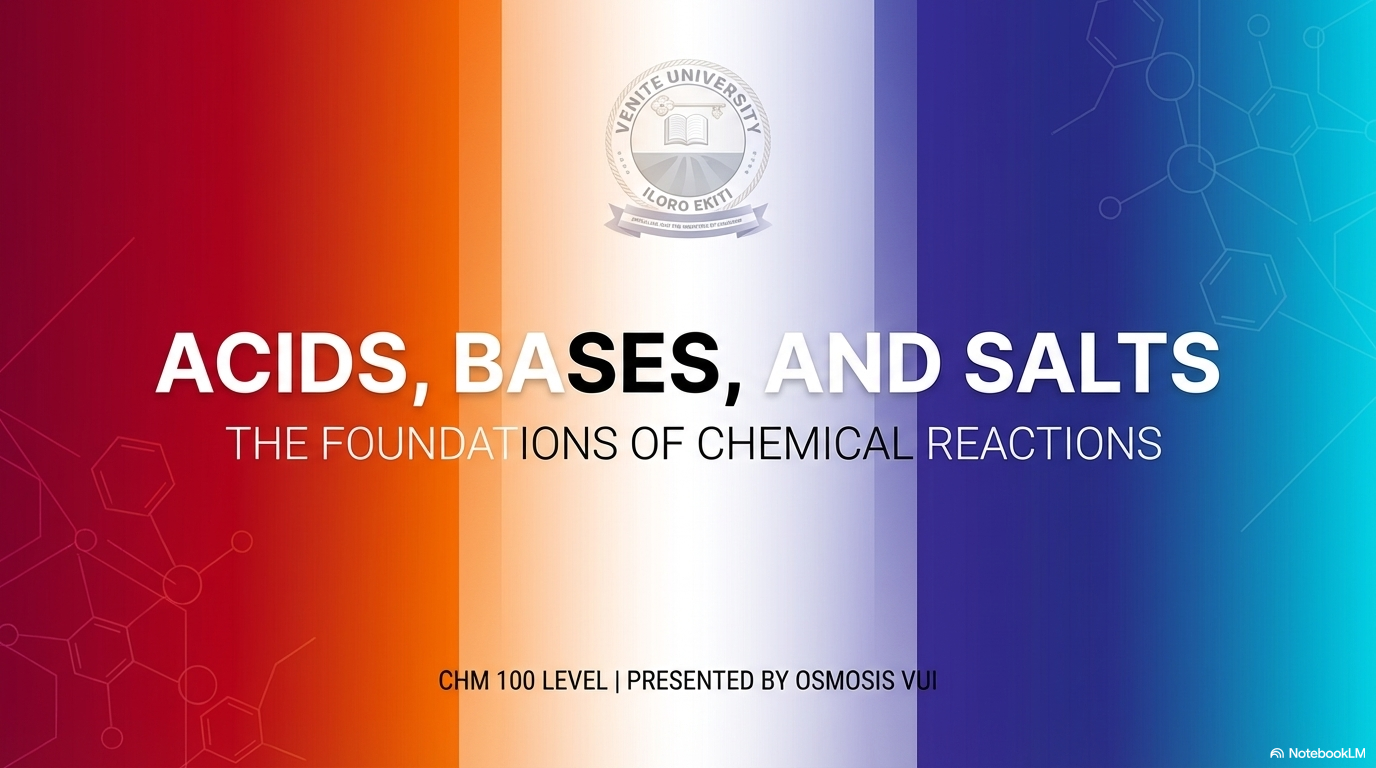 VENITE UNIVERSITY
ILORO EKITI
ACIDS, BASES, AND SALTS
THE FOUNDATIONS OF CHEMICAL REACTIONS
CHM 100 LEVEL | PRESENTED BY OSMOSIS VUI
NotebookLM